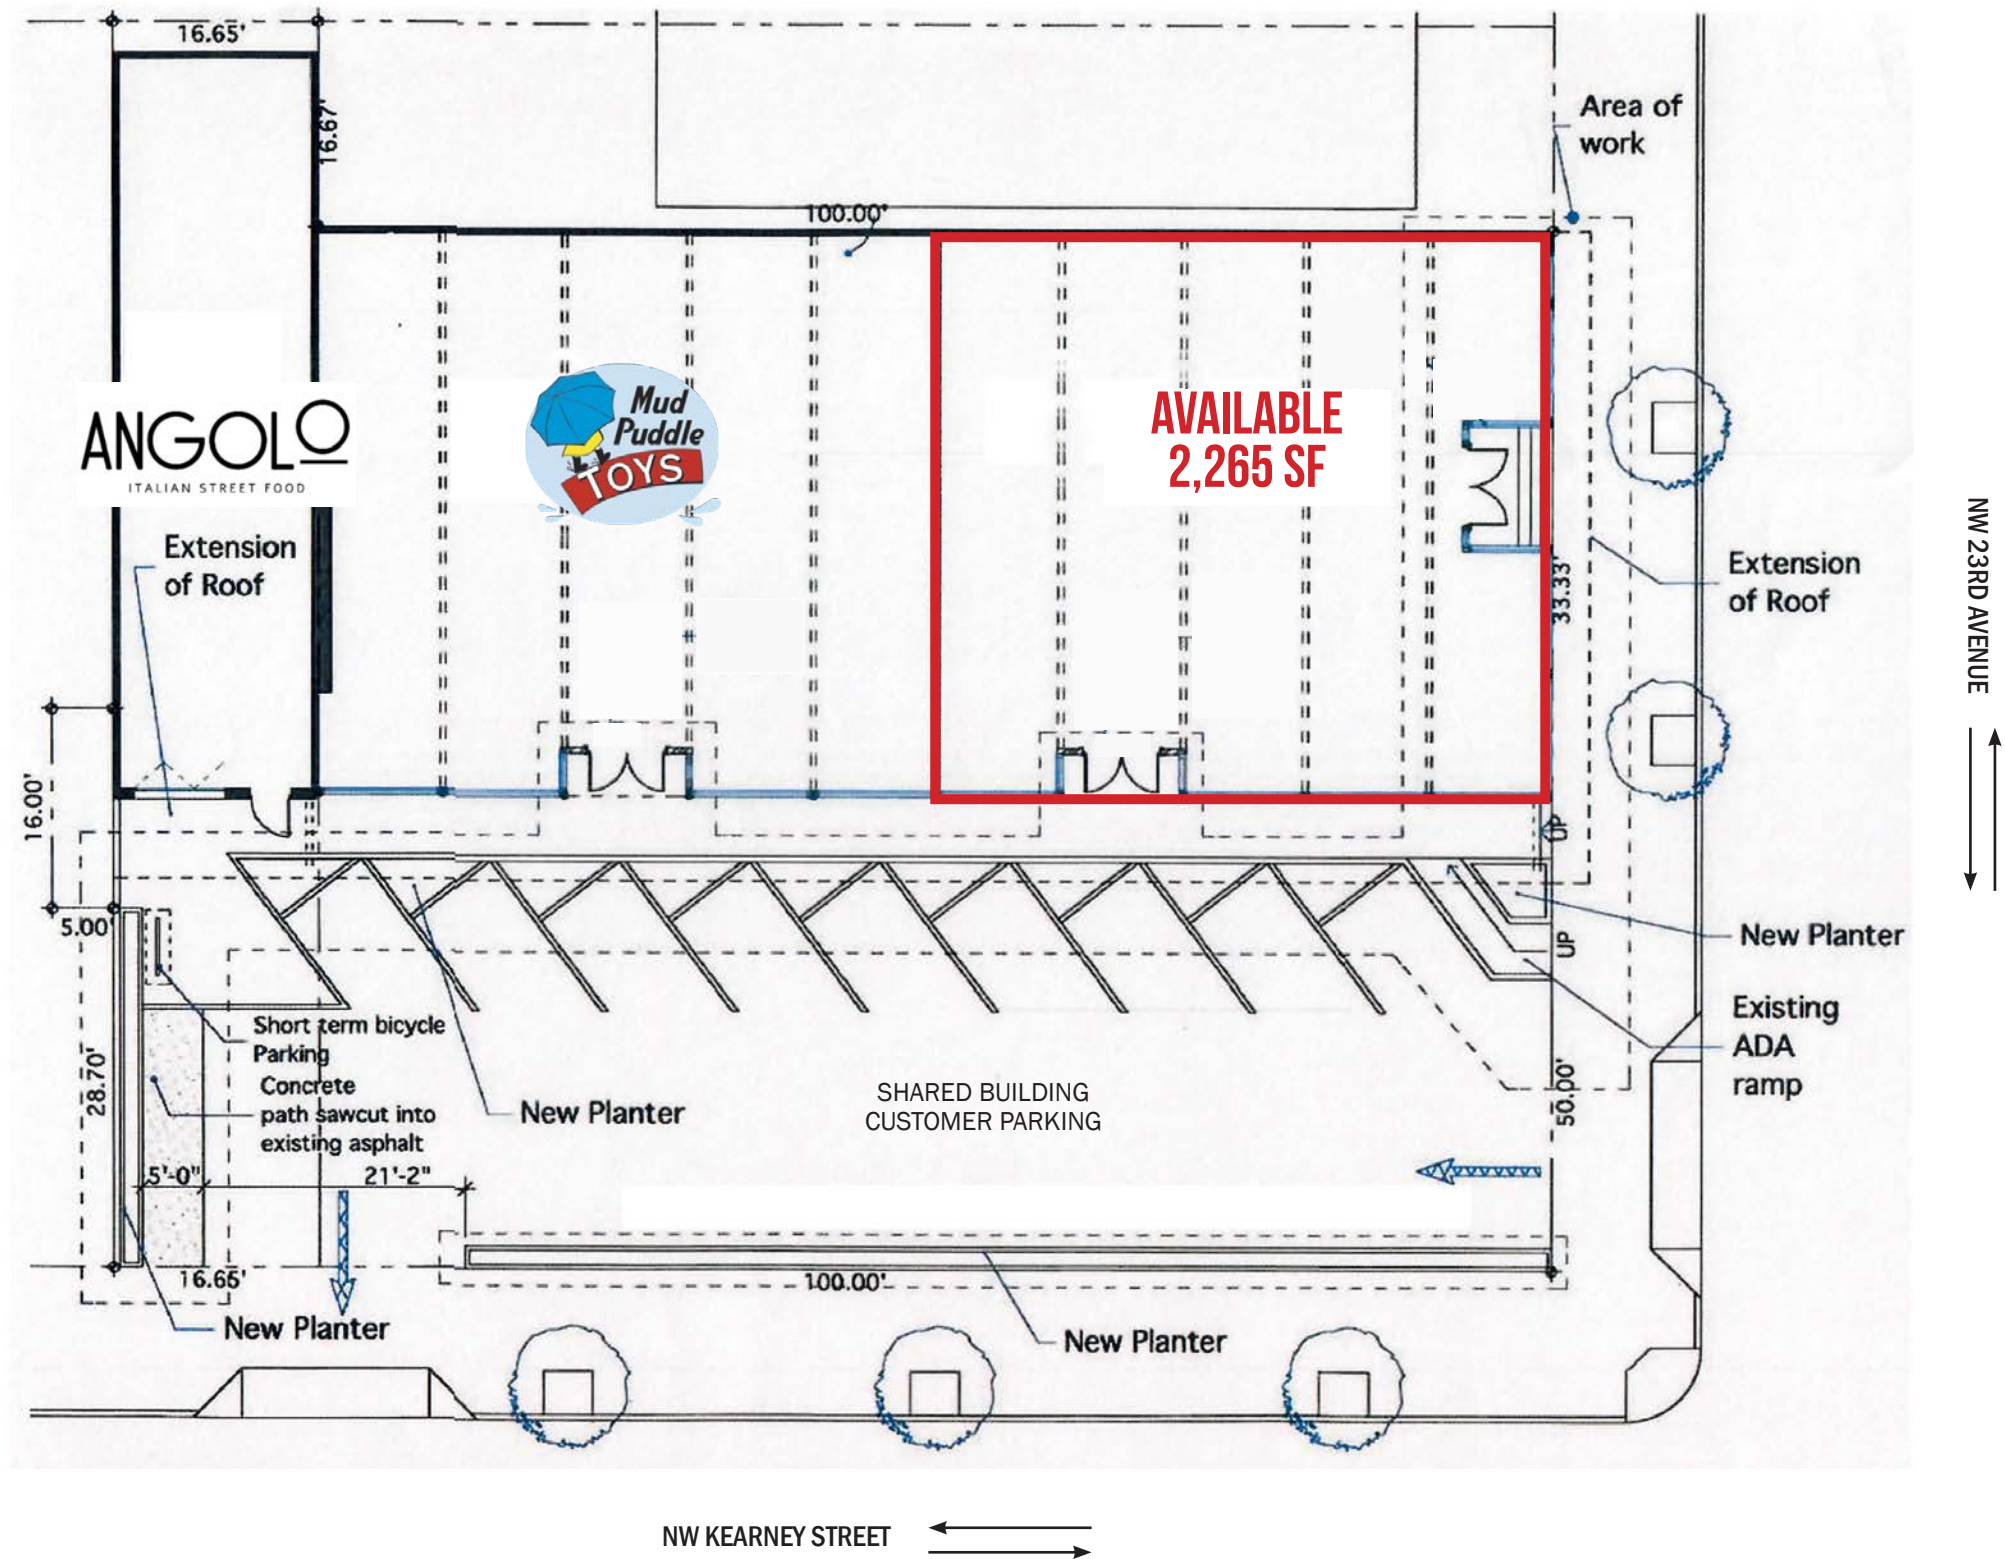 16.65'
16.67'
Area of
work
100.00'
ANGOLO
ITALIAN STREET FOOD
Mud
Puddle
TOYS
AVAILABLE
2,265 SF
Extension
of Roof
33.33'
Extension
of Roof
NW 23RD AVENUE
16.00'
UP
5.00'
UP
New Planter
Short term bicycle
Parking
Concrete
path sawcut into
existing asphalt
28.70'
New Planter
SHARED BUILDING
CUSTOMER PARKING
50.00'
Existing
ADA
ramp
5'-0"
21'-2"
16.65'
100.00'
New Planter
New Planter
NW KEARNEY STREET